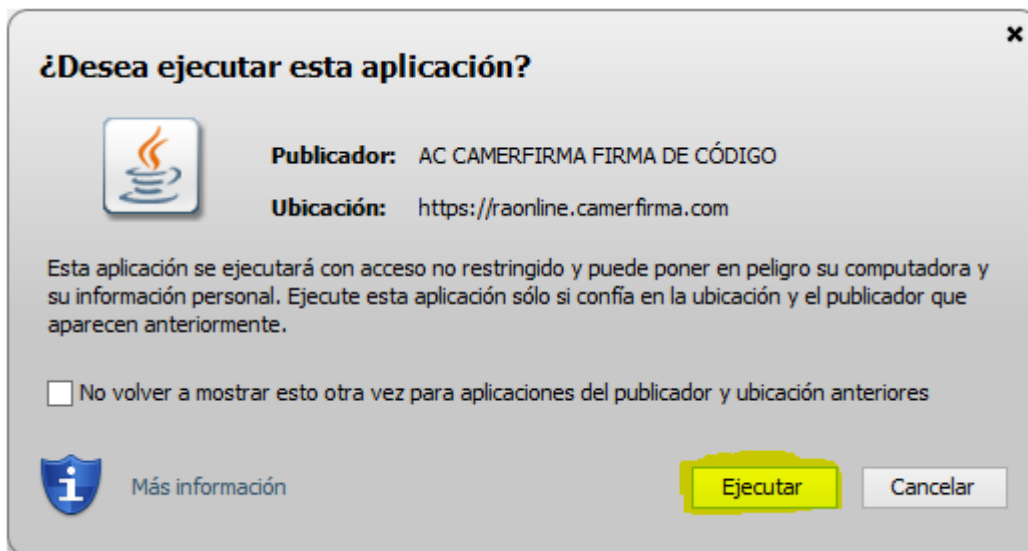 ¿Desea ejecutar esta aplicación?
Publicador: AC CAMERFIRMA FIRMA DE CÓDIGO
Ubicación: https://raonline.camerfirma.com
Esta aplicación se ejecutará con acceso no restringido y puede poner en peligro su computadora y
su información personal. Ejecute esta aplicación sólo si confía en la ubicación y el publicador que
aparecen anteriormente.
No volver a mostrar esto otra vez para aplicaciones del publicador y ubicación anteriores
Más información
Ejecutar
Cancelar